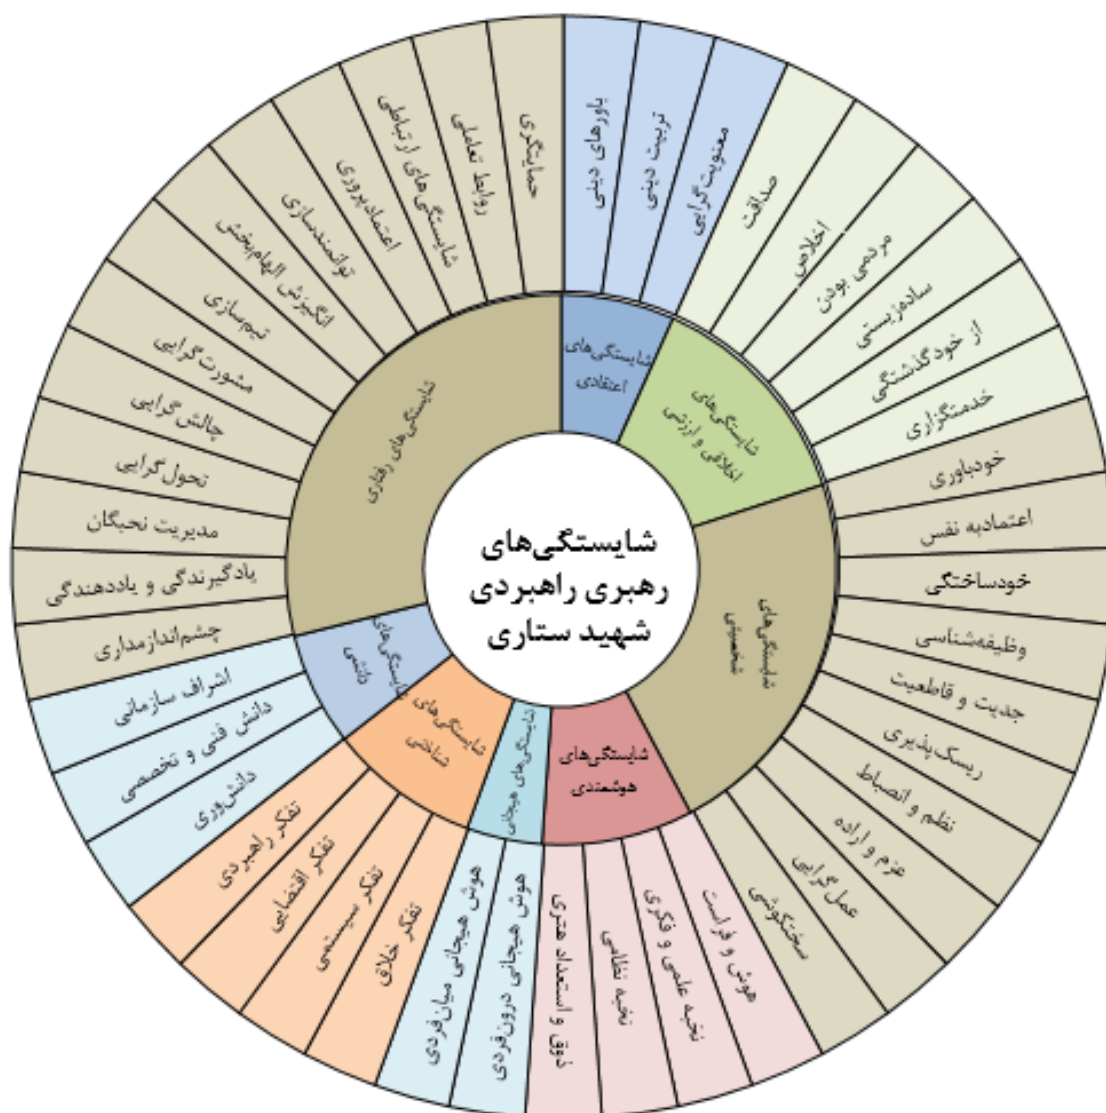 شایستگی‌های
رهبری راهبردی
شهید ستاری
شایستگی‌های
اعتقادی
باورهای دینی
تربیت دینی
معنویت‌گرایی
شایستگی‌های
اخلاقی و ارزشی
صداقت
اخلاص
مردمی بودن
ساده‌زیستی
از خودگذشتگی
خدمتگزاری
شایستگی‌های
شخصیتی
خودباوری
اعتمادبه نفس
خودساختگی
وظیفه‌شناسی
جدیت و قاطعیت
ریسک‌پذیری
نظم و انضباط
عزم و اراده
عمل‌گرایی
سختکوشی
شایستگی‌های
هوشمندی
هوش و فراست
نخبه علمی و فکری
نخبه نظامی
ذوق و استعداد هنری
شایستگی‌های هیجانی
هوش هیجانی درون‌فردی
هوش هیجانی میان‌فردی
شایستگی‌های
شناختی
تفکر خلاق
تفکر سیستمی
تفکر اقتضایی
تفکر راهبردی
شایستگی‌های
دانشی
دانش‌وری
دانش فنی و تخصصی
اشراف سازمانی
شایستگی‌های رفتاری
چشم‌اندازمداری
یادگیرندگی و یاددهندگی
مدیریت نخبگان
تحول‌گرایی
چالش‌گرایی
مشورت‌گرایی
تیم‌سازی
انگیزش الهام‌بخش
توانمندسازی
اعتمادپروری
شایستگی‌های ارتباطی
روابط تعاملی
حمایتگری